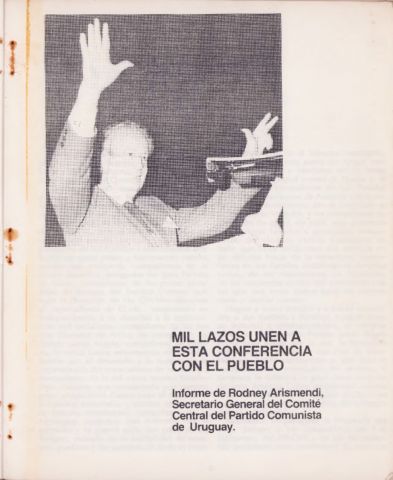 MIL LAZOS UNEN A
ESTA CONFERENCIA
CON EL PUEBLO
Informe de Rodney Arismendi,
Secretario General del Comité
Central del Partido Comunista
de Uruguay.